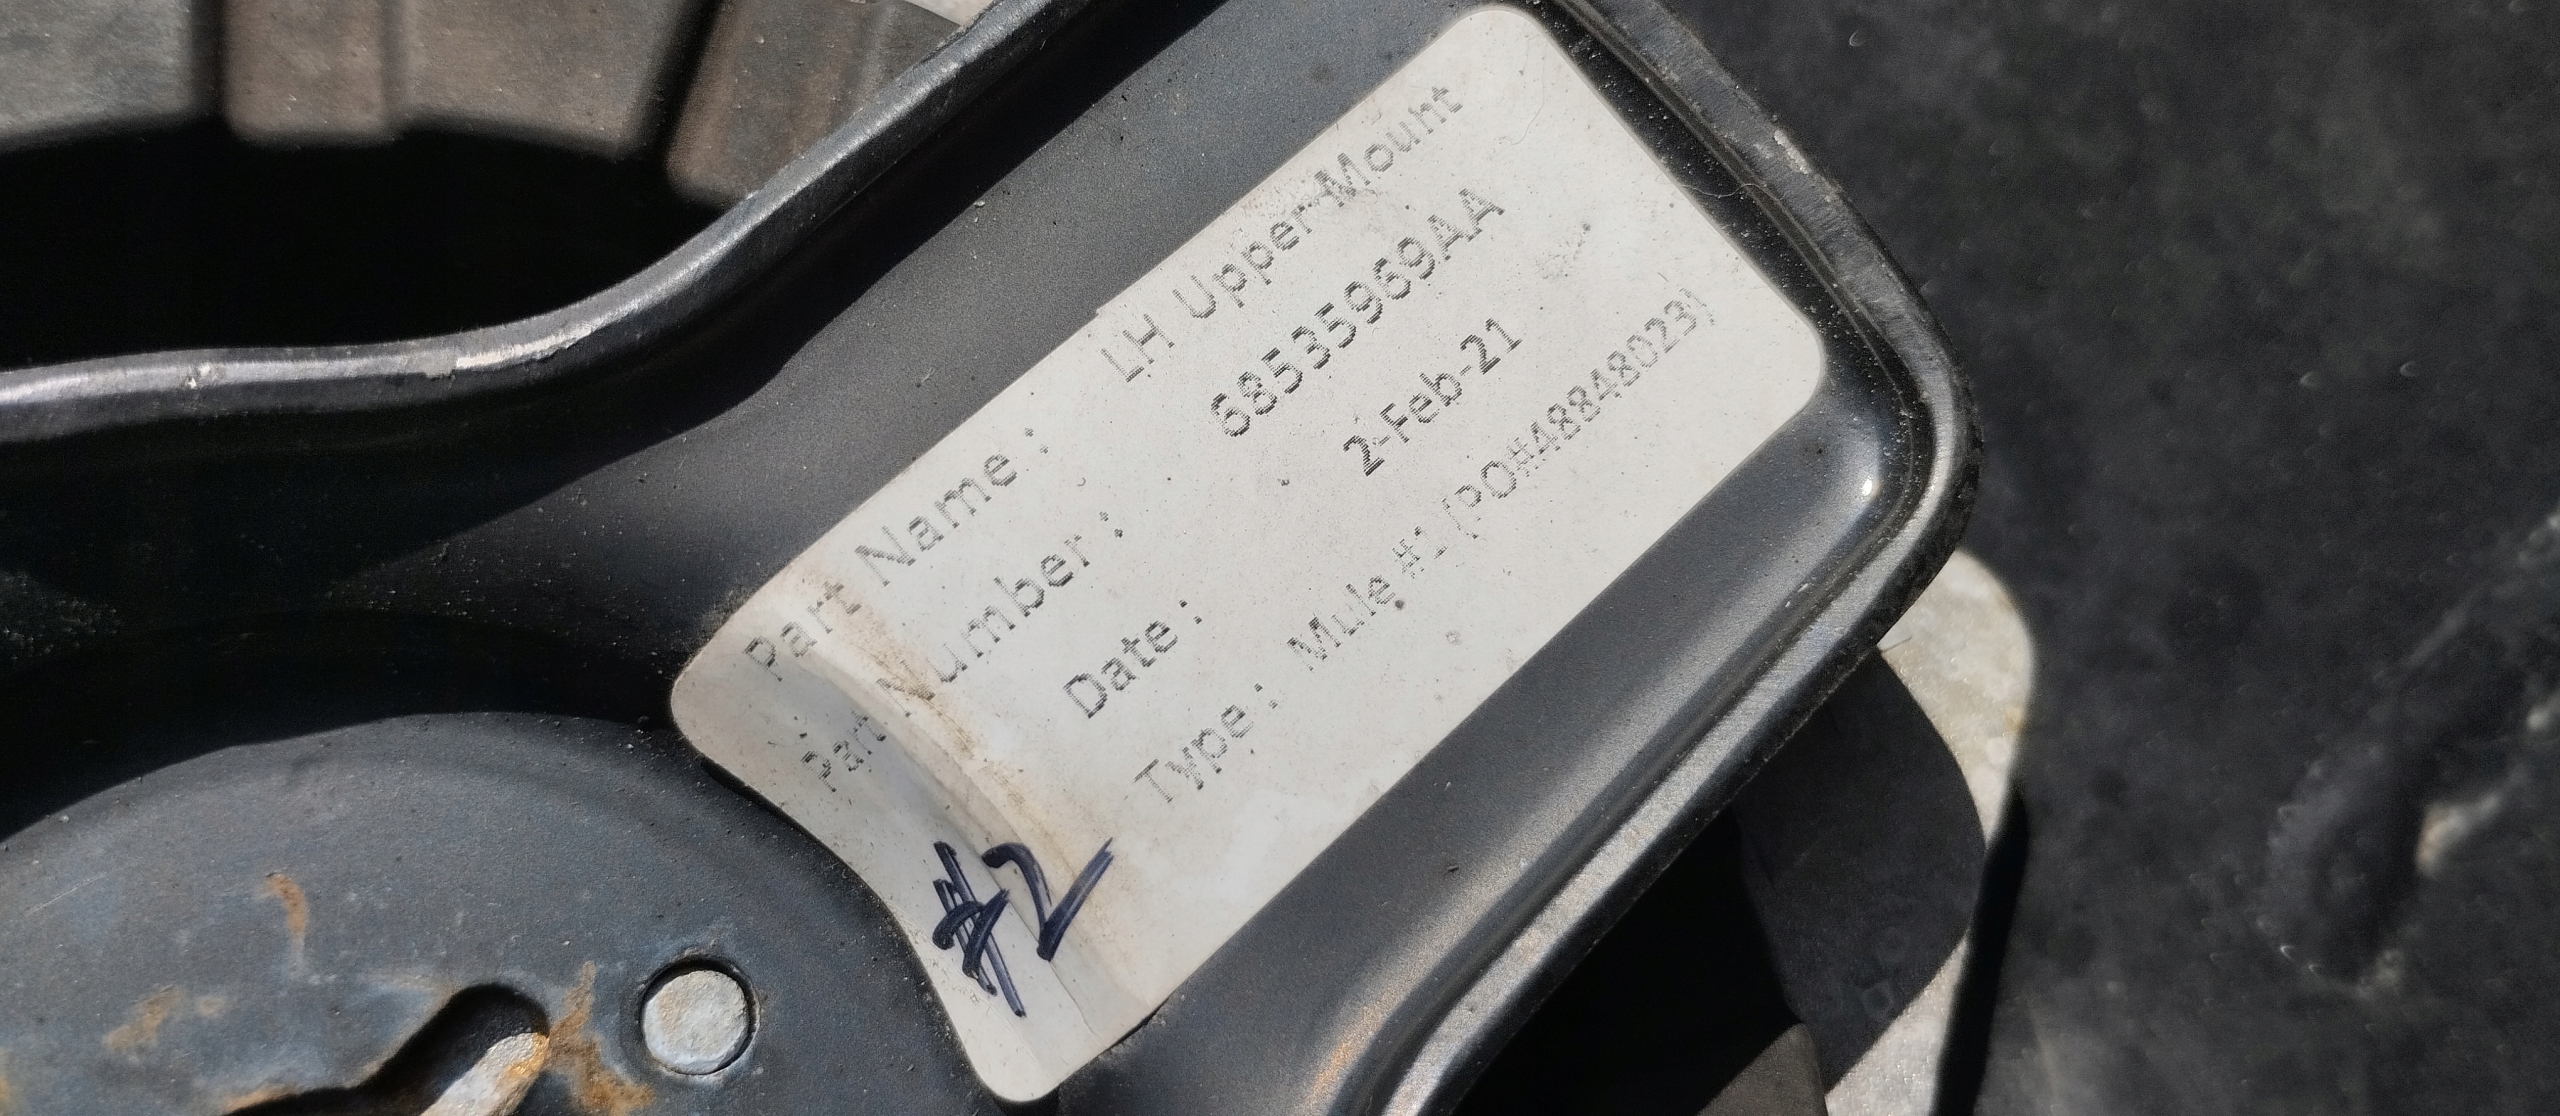 Part Name : LH Upper Mount
Part Number : 68535969AA
Date : 2-Feb-21
Type : Mule #1 (PO#48848023)
#2